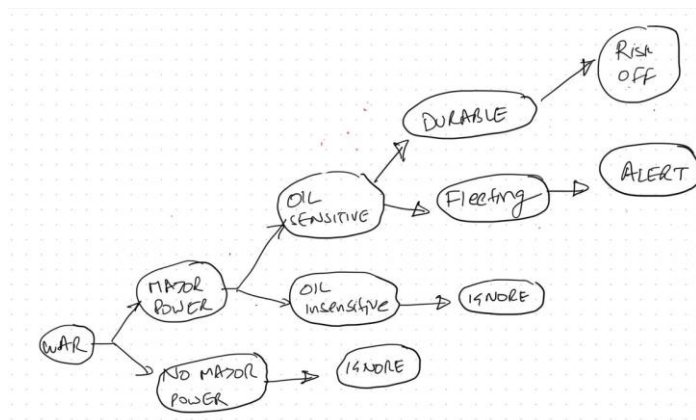 Risk
OFF
DURABLE
ALERT
Fleeting
OIL
SENSITIVE
MAJOR
POWER
OIL
Insensitive
IGNORE
WAR
NO MAJOR
POWER
IGNORE